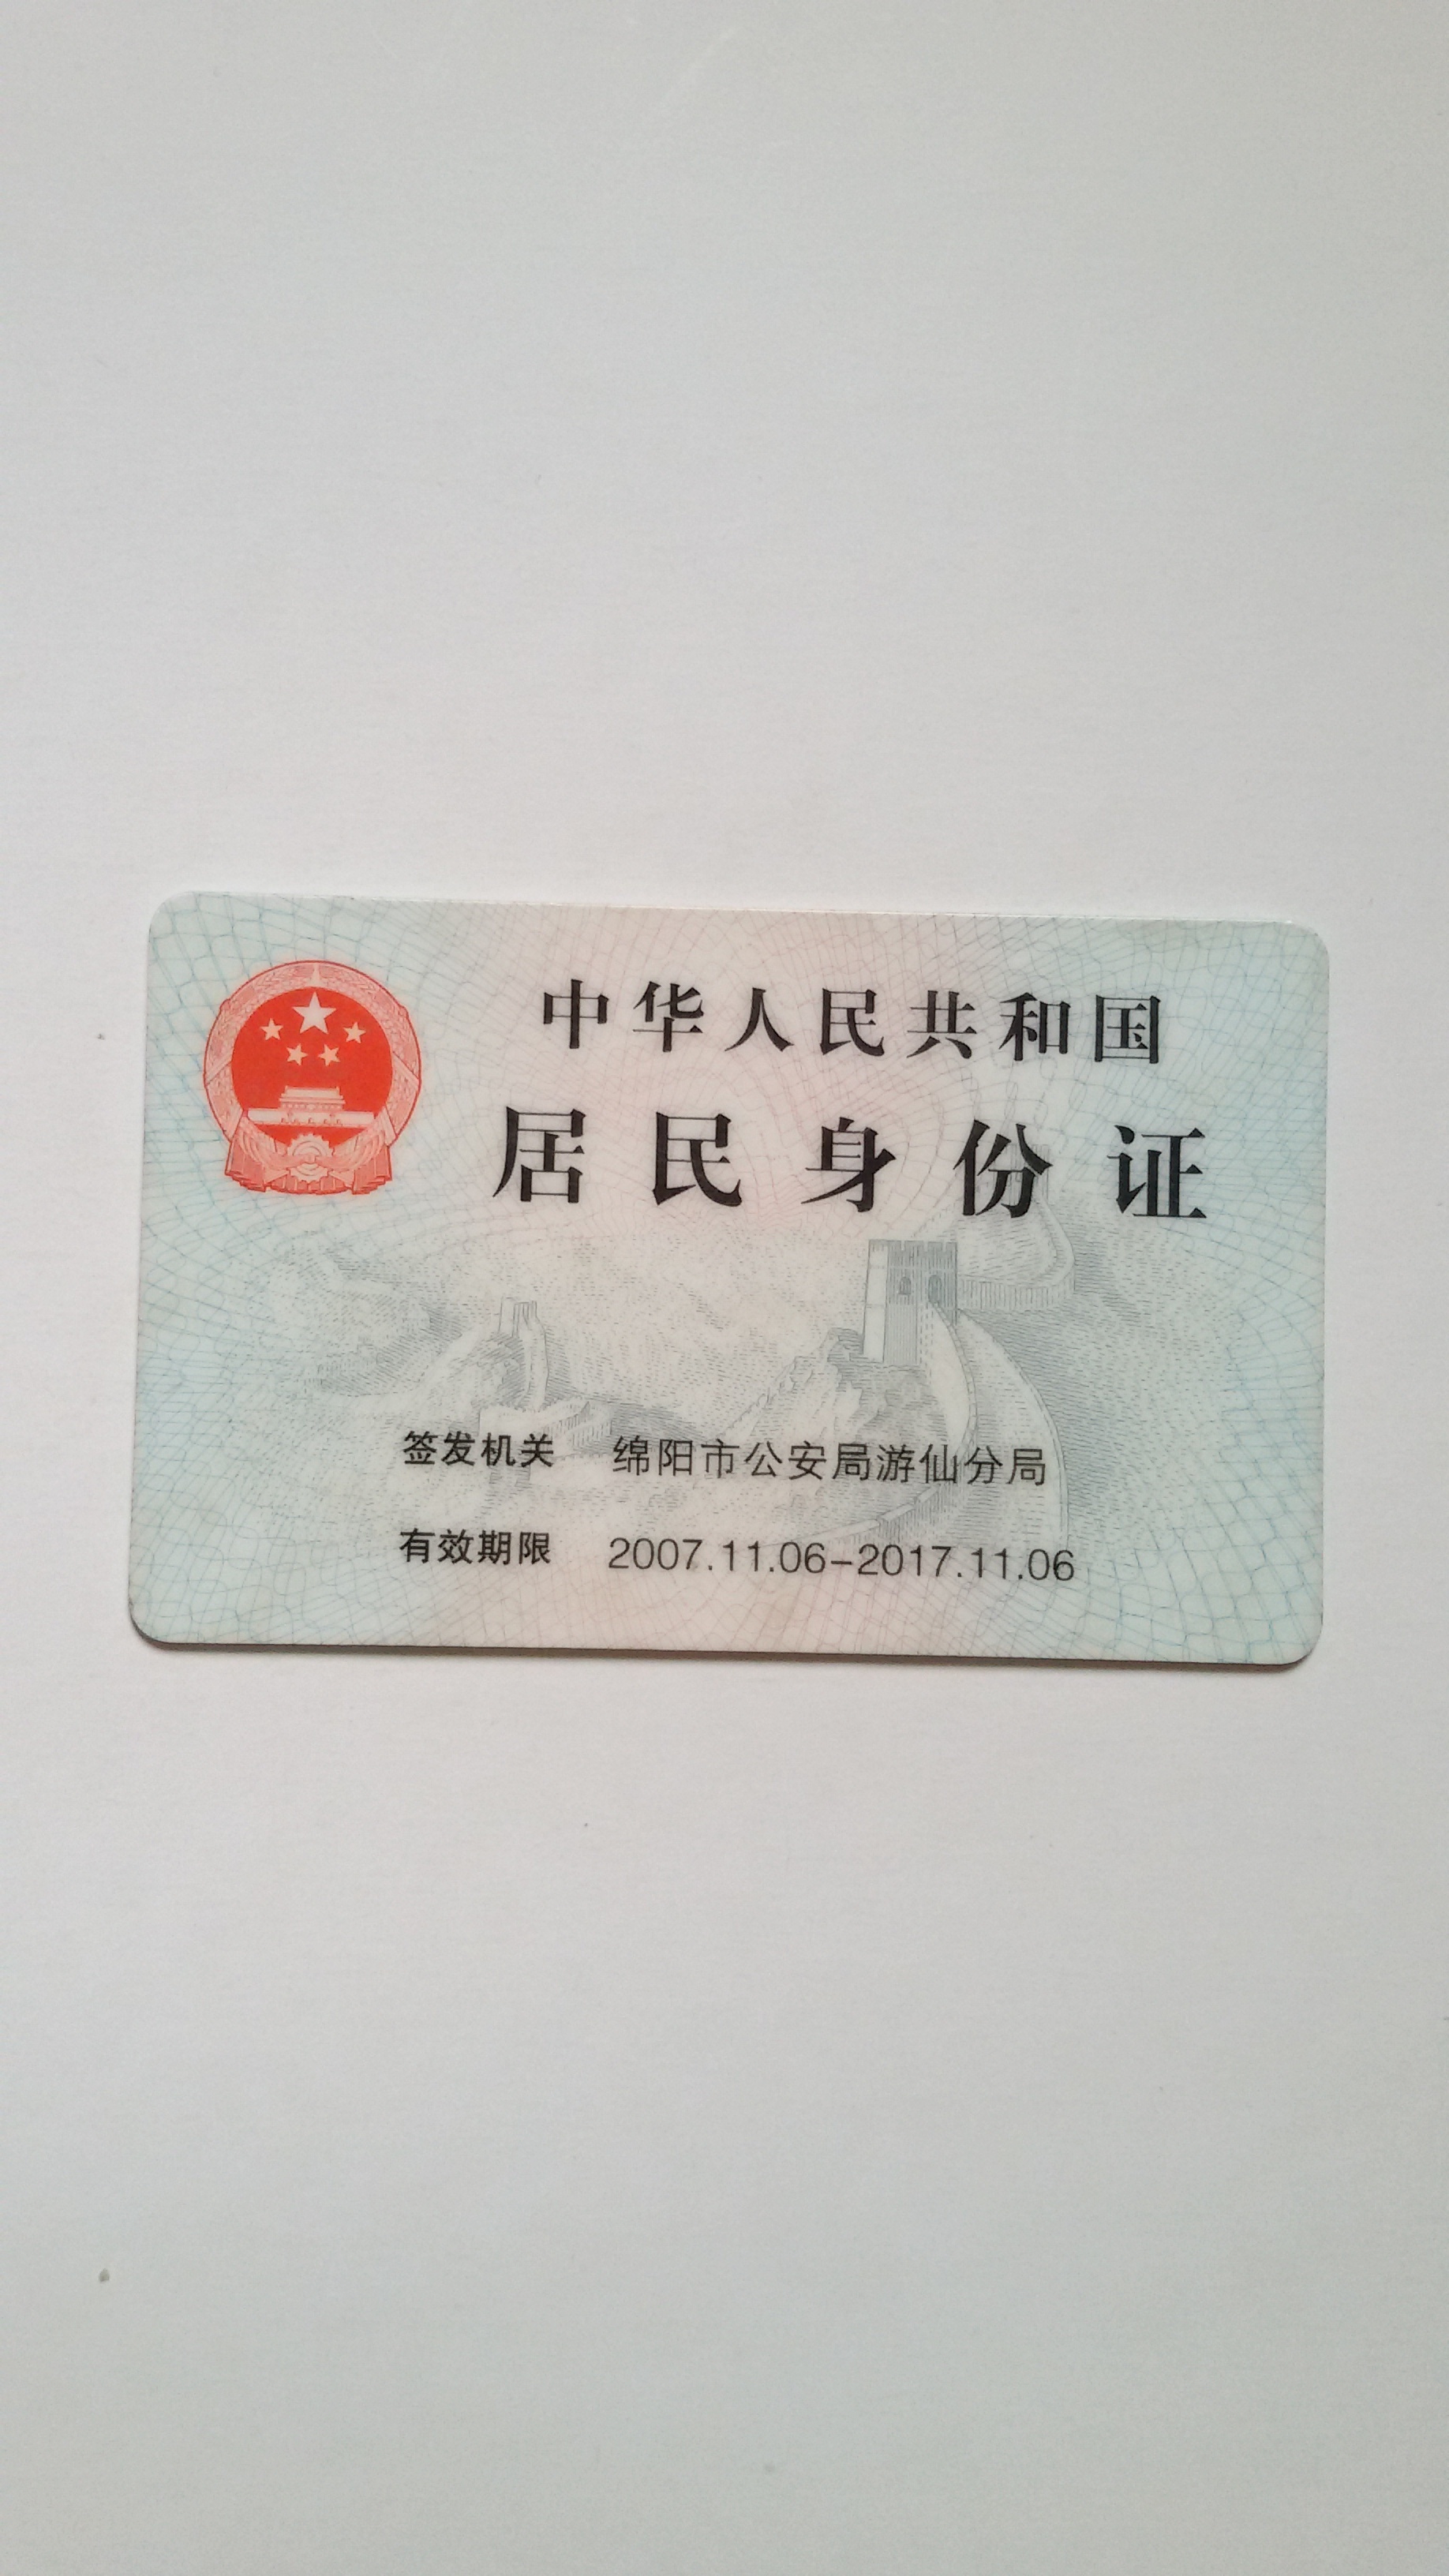 中华人民共和国
居民身份证
签发机关 绵阳市公安局游仙分局
有效期限 2007.11.06-2017.11.06